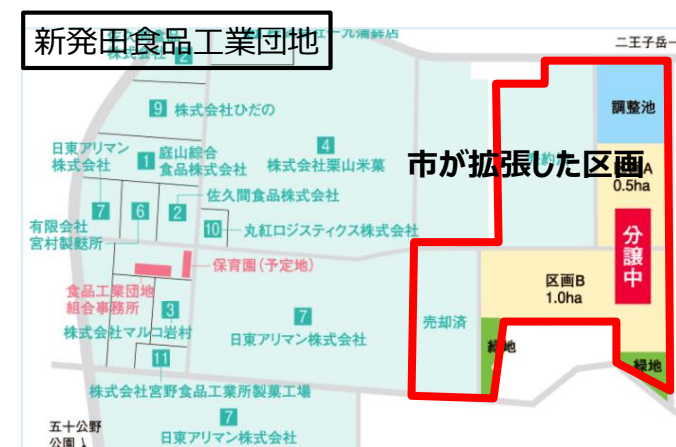 新発田食品工業団地
2
二王子岳
9 株式会社ひだの
調整池
日東アリマン
株式会社
1 庭山綜合
食品株式会社
4
株式会社栗山米菓
市が拡張した区画
A
0.5ha
7
6
2
佐久間食品株式会社
有限会社
宮村製麩所
10
丸紅ロジスティクス株式会社
分譲中
保育園(予定地)
食品工業団地
組合事務所
区画B
1.0ha
3
株式会社マルコ岩村
7
日東アリマン株式会社
売却済
緑地
11
緑地
株式会社宮野食品工業所製菓工場
五十公野
公園
7
日東アリマン株式会社